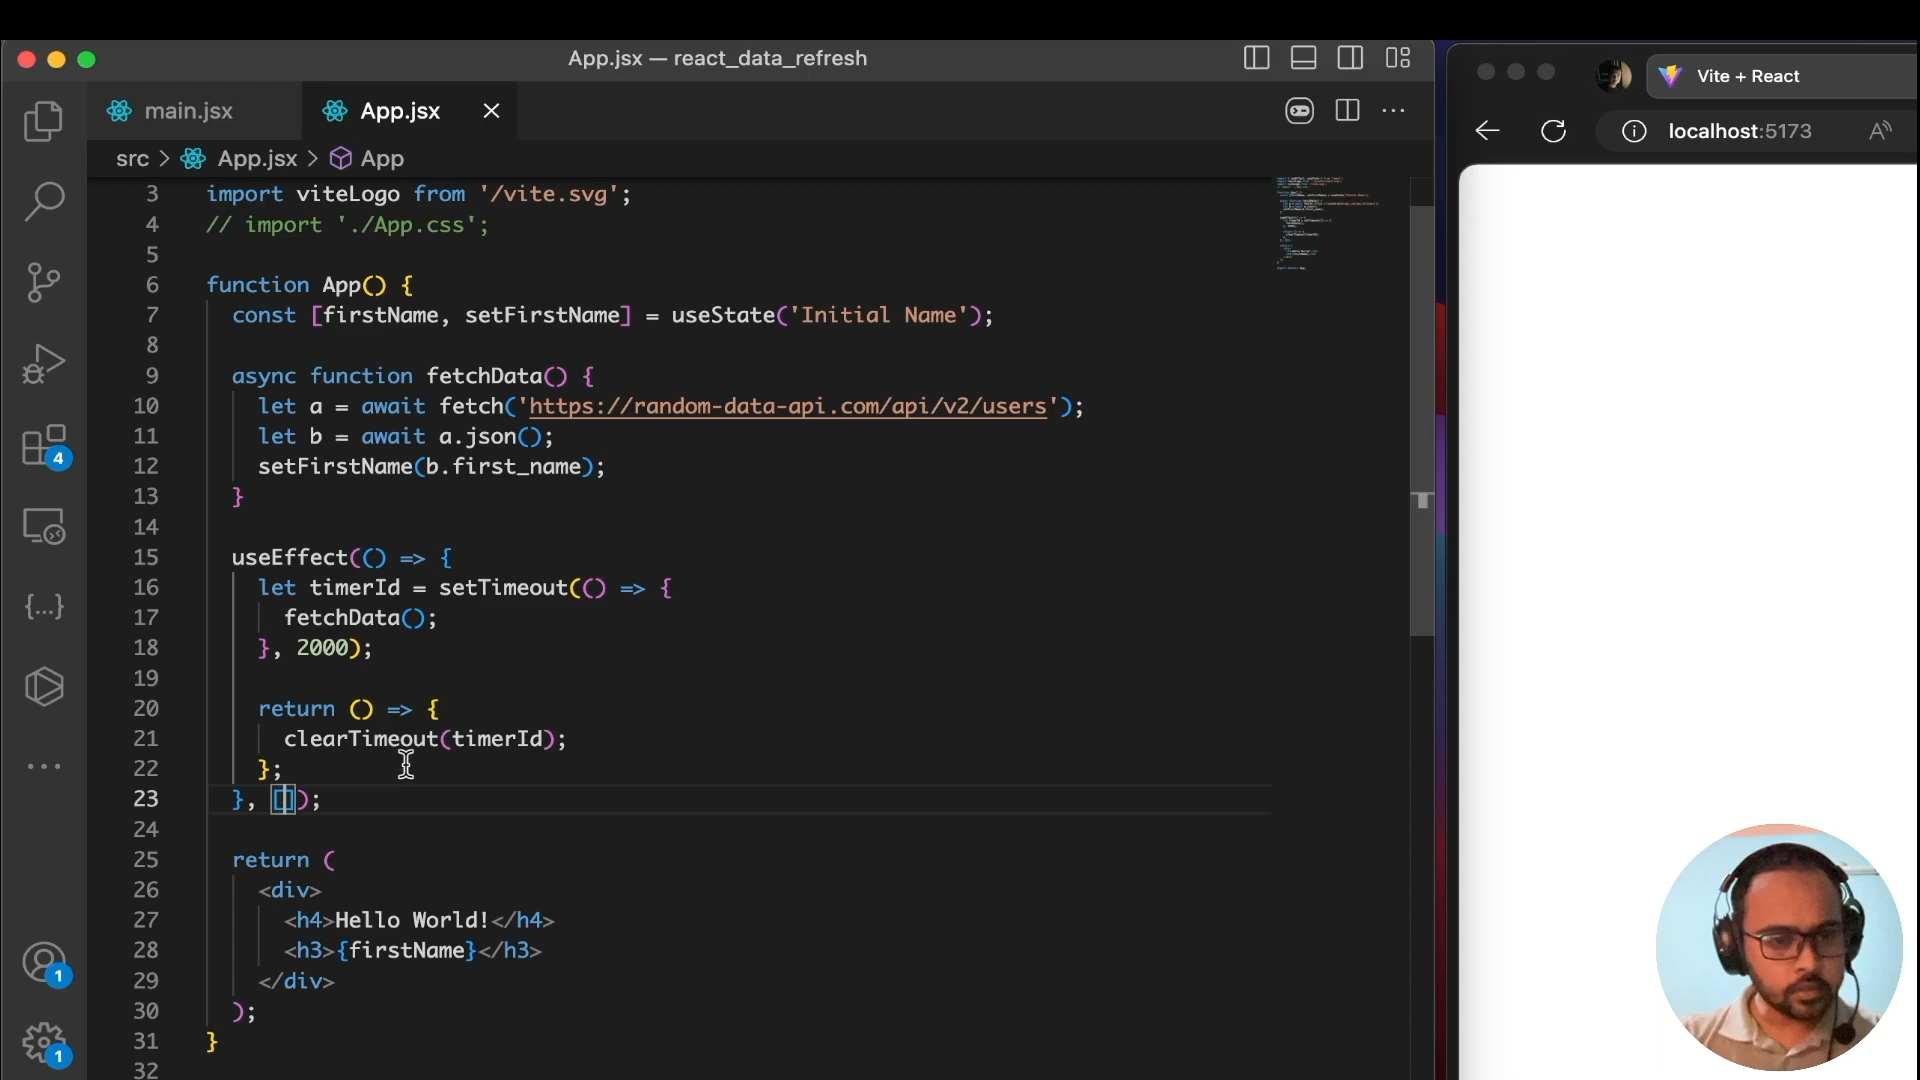 App.jsx — react_data_refresh
main.jsx
App.jsx
src > App.jsx > App
3 import viteLogo from '/vite.svg';
4 // import './App.css';
5
6 function App() {
7 const [firstName, setFirstName] = useState('Initial Name');
8
9 async function fetchData() {
10 let a = await fetch('https://random-data-api.com/api/v2/users');
11 let b = await a.json();
12 setFirstName(b.first_name);
13 }
14
15 useEffect(() => {
16 let timerId = setTimeout(() => {
17 fetchData();
18 }, 2000);
19
20 return () => {
21 clearTimeout(timerId);
22 };
23 }, []);
24
25 return (
26 <div>
27 <h4>Hello World!</h4>
28 <h3>{firstName}</h3>
29 </div>
30 );
31 }
32
4
1
1
Vite + React
localhost:5173